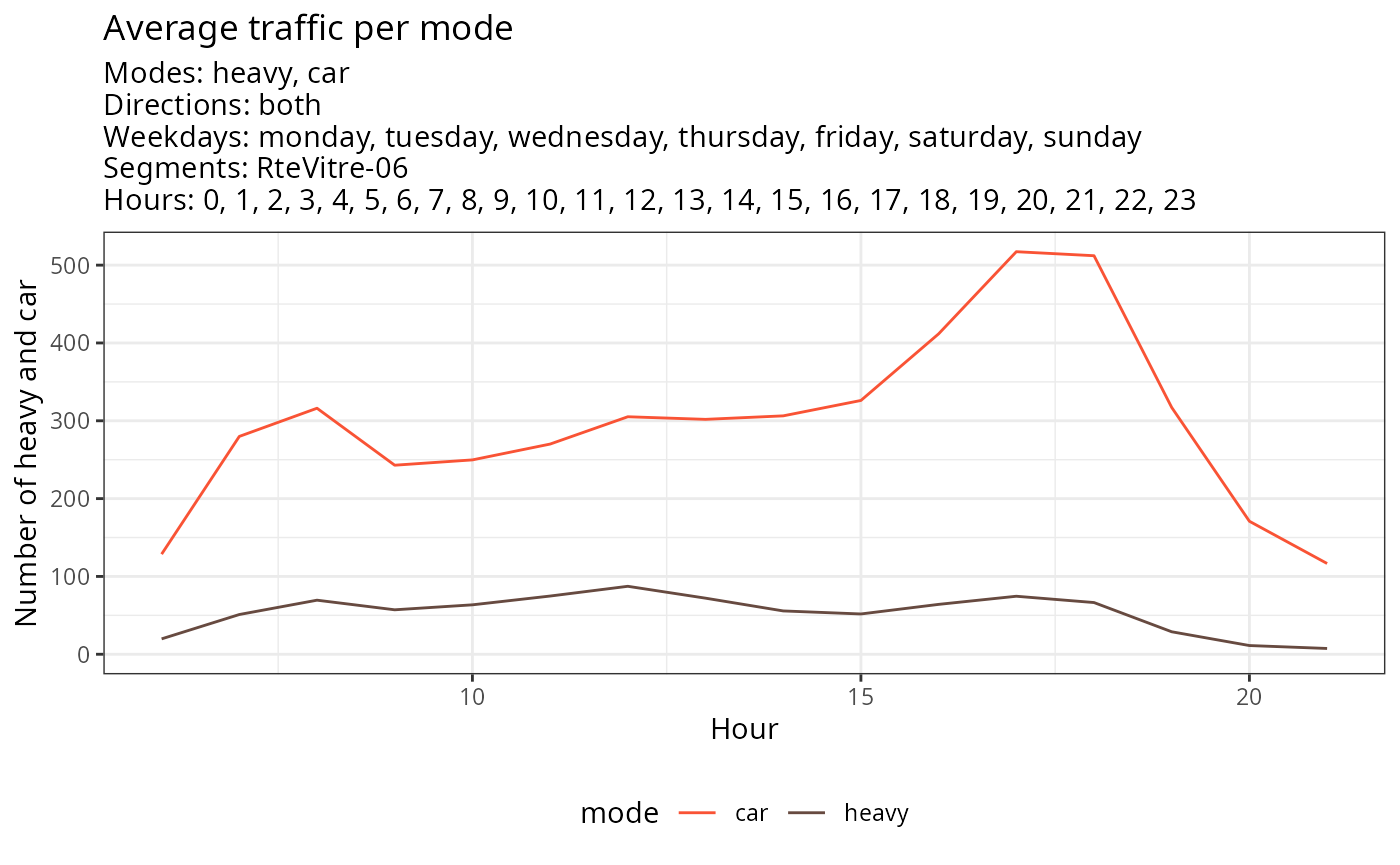 Average traffic per mode
Modes: heavy, car
Directions: both
Weekdays: monday, tuesday, wednesday, thursday, friday, saturday, sunday
Segments: RteVitre-06
Hours: 0, 1, 2, 3, 4, 5, 6, 7, 8, 9, 10, 11, 12, 13, 14, 15, 16, 17, 18, 19, 20, 21, 22, 23
Number of heavy and car
500
400
300
200
100
0
10 15 20
Hour
mode car heavy